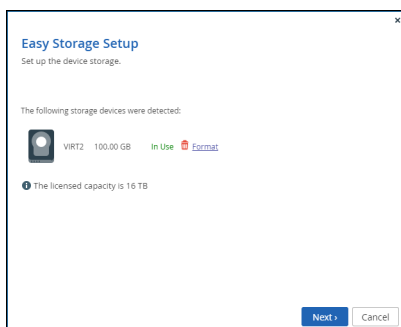 ×
Easy Storage Setup
Set up the device storage.
The following storage devices were detected:
VIRT2 100.00 GB In Use Format
The licensed capacity is 16 TB
Next › Cancel